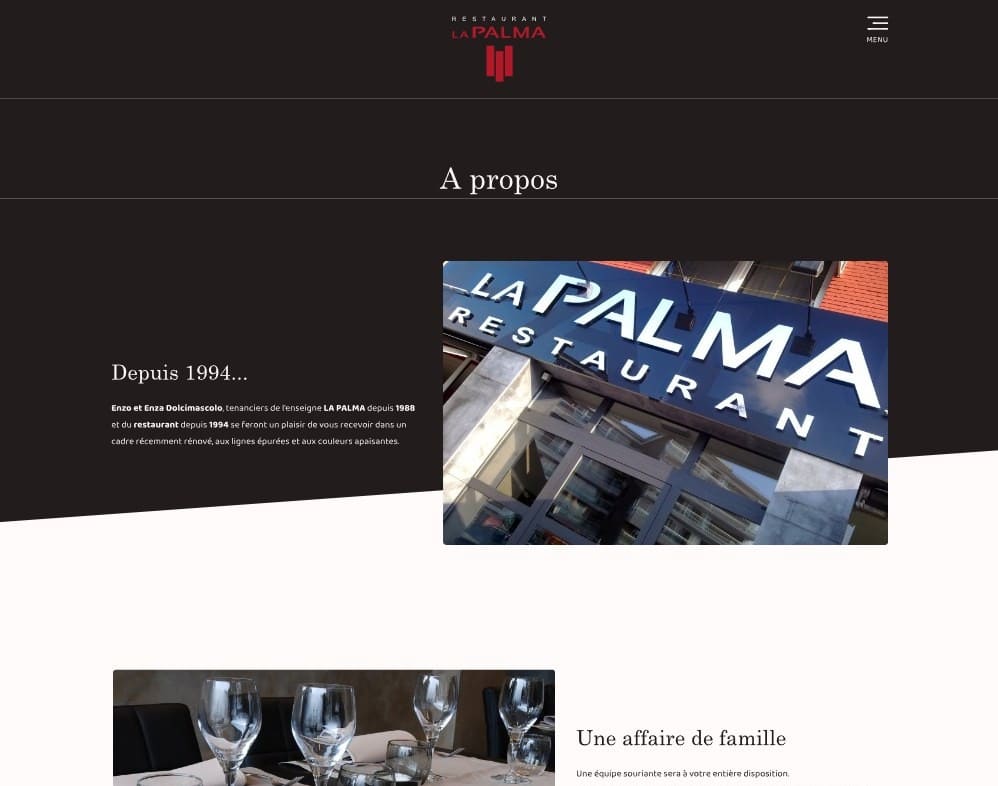 RESTAURANT
LA PALMA
MENU
A propos
LA PALMA
RESTAURANT
Depuis 1994...
Enzo et Enza Dolcimascolo, tenanciers de l'enseigne LA PALMA depuis 1988
et du restaurant depuis 1994 se feront un plaisir de vous recevoir dans un
cadre récemment rénové, aux lignes épurées et aux couleurs apaisantes.
Une affaire de famille
Une équipe souriante sera à votre entière disposition.